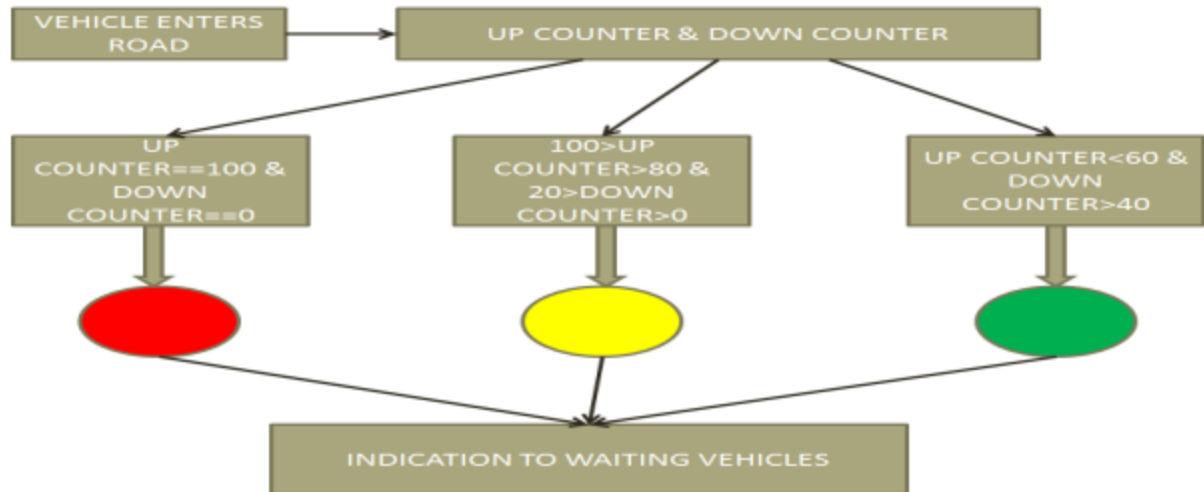 VEHICLE ENTERS
ROAD
UP COUNTER & DOWN COUNTER
UP
COUNTER==100 &
DOWN
COUNTER==0
100>UP
COUNTER>80 &
20>DOWN
COUNTER>0
UP COUNTER<60 &
DOWN
COUNTER>40
INDICATION TO WAITING VEHICLES